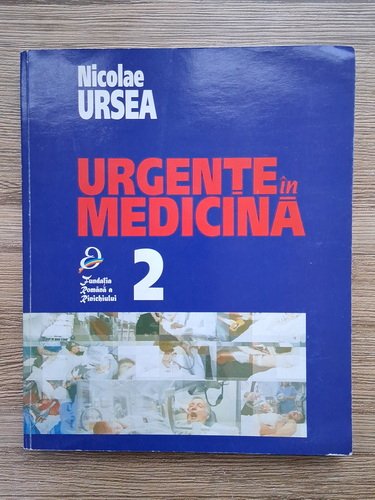 Nicolae
URSEA
URGENȚE în
MEDICINĂ
2
Fundația
Română a
Rinichiului